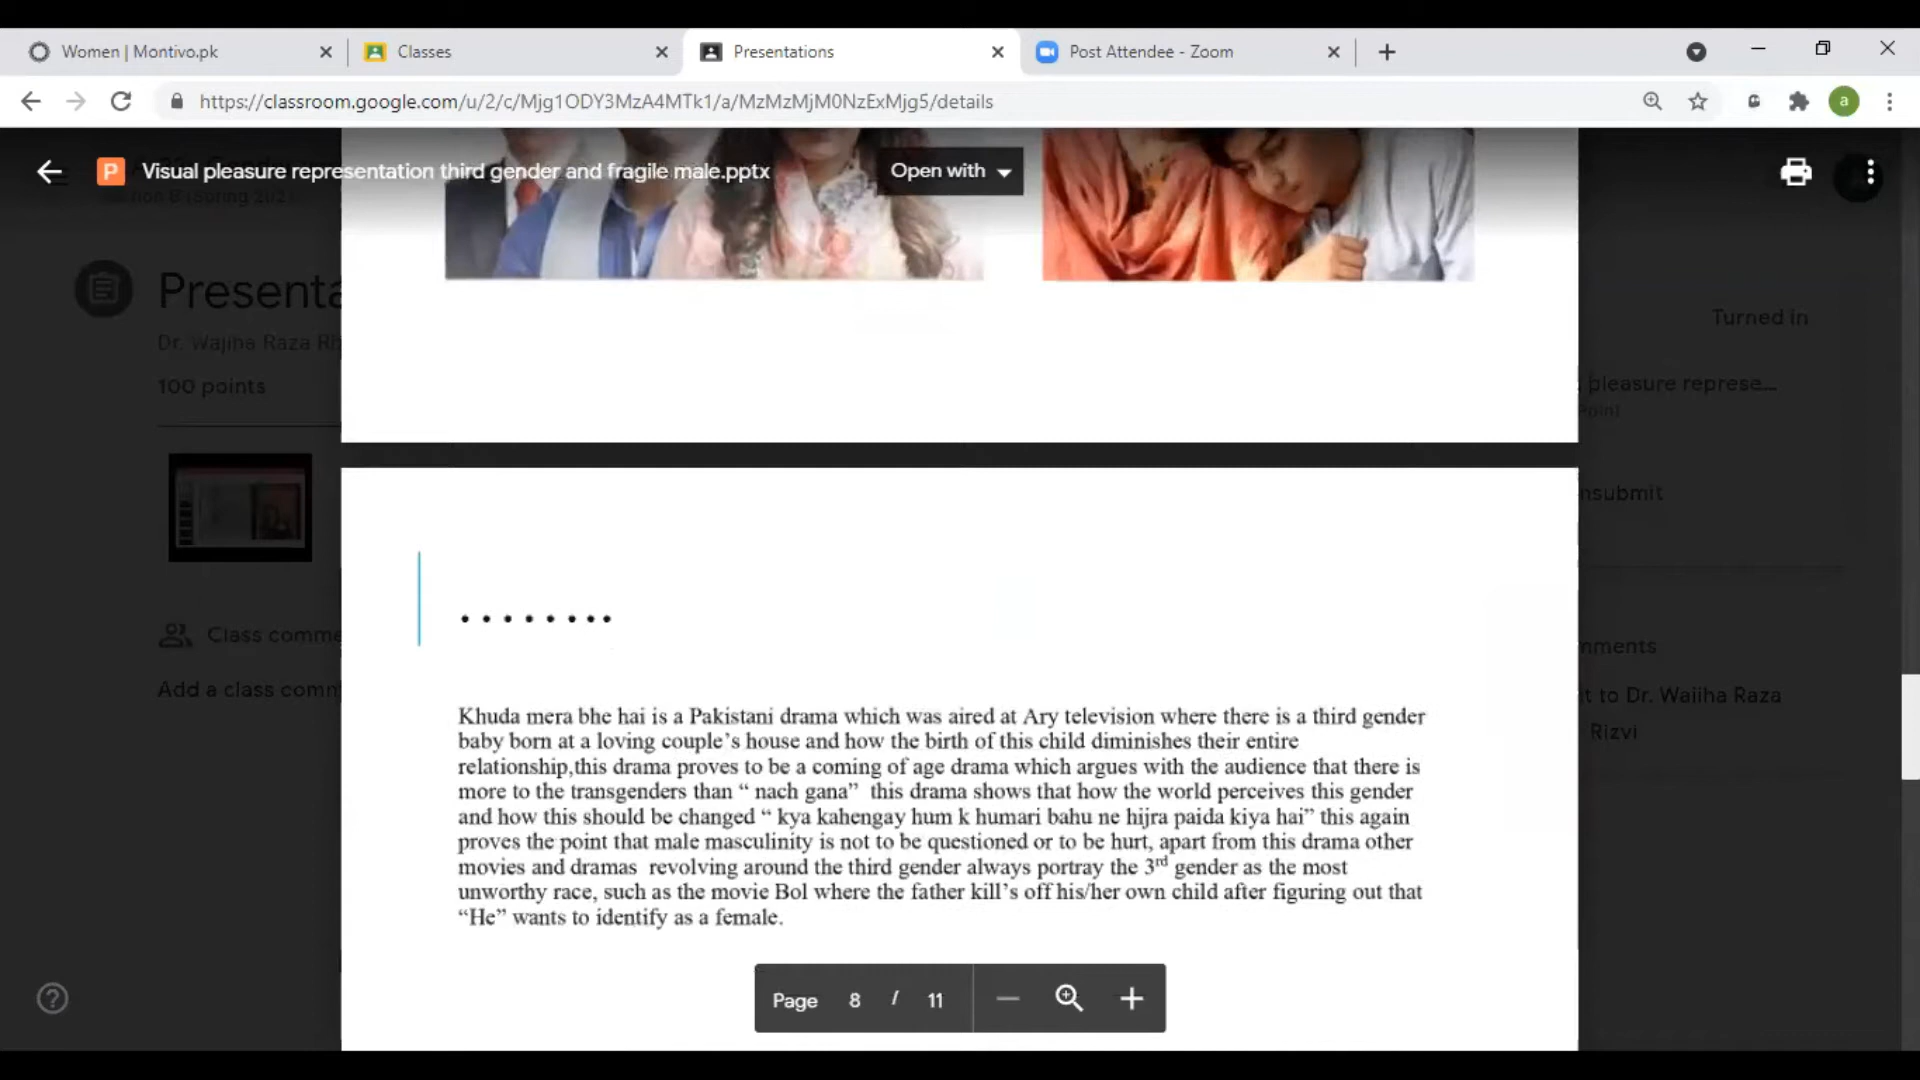 Women | Montivo.pk
Classes
Presentations
Post Attendee - Zoom
https://classroom.google.com/u/2/c/Mjg1ODY3MzA4MTk1/a/MzMzMjM0NzExMjg5/details
a
P Visual pleasure representation third gender and fragile male.pptx
Open with
Presenta
Dr. Wajiha Raza Ri
100 points
Turned in
pleasure represe...
nsubmit
Class comme
Add a class comm
mments
t to Dr. Wajiha Raza
Rizvi
........
Khuda mera bhe hai is a Pakistani drama which was aired at Ary television where there is a third gender
baby born at a loving couple’s house and how the birth of this child diminishes their entire
relationship,this drama proves to be a coming of age drama which argues with the audience that there is
more to the transgenders than “ nach gana” this drama shows that how the world perceives this gender
and how this should be changed “ kya kahengay hum k humari bahu ne hijra paida kiya hai” this again
proves the point that male masculinity is not to be questioned or to be hurt, apart from this drama other
movies and dramas revolving around the third gender always portray the 3rd gender as the most
unworthy race, such as the movie Bol where the father kill’s off his/her own child after figuring out that
“He” wants to identify as a female.
Page 8 / 11